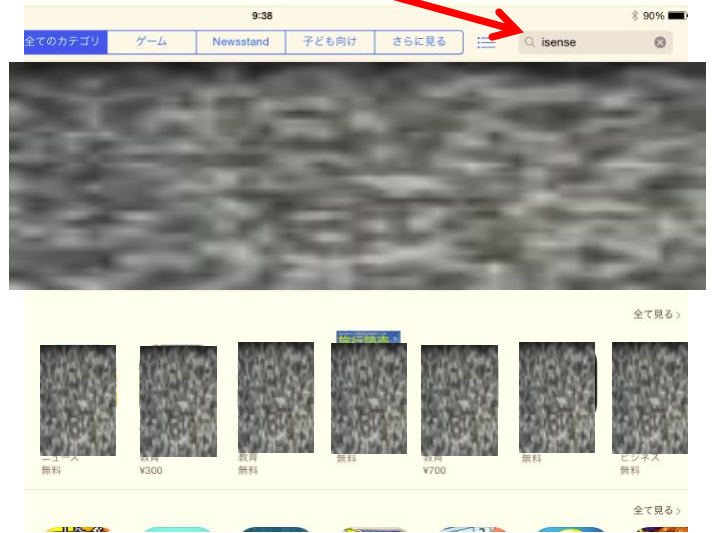 9:38
90%
全てのカテゴリ ゲーム Newsstand 子ども向け さらに見る isense
全て見る >
ニュース 教育 教育 教育 ビジネス
無料 ¥300 無料 無料 ¥700 無料 無料
全て見る >